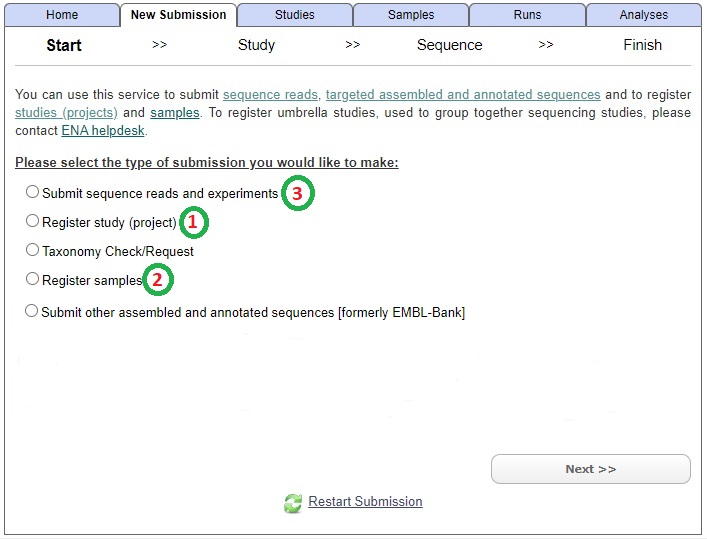 Home New Submission Studies Samples Runs Analyses
Start >> Study >> Sequence >> Finish
You can use this service to submit sequence reads, targeted assembled and annotated sequences and to register
studies (projects) and samples. To register umbrella studies, used to group together sequencing studies, please
contact ENA helpdesk.
Please select the type of submission you would like to make:
Submit sequence reads and experiments 3
Register study (project) 1
Taxonomy Check/Request
Register samples 2
Submit other assembled and annotated sequences [formerly EMBL-Bank]
Next >>
Restart Submission